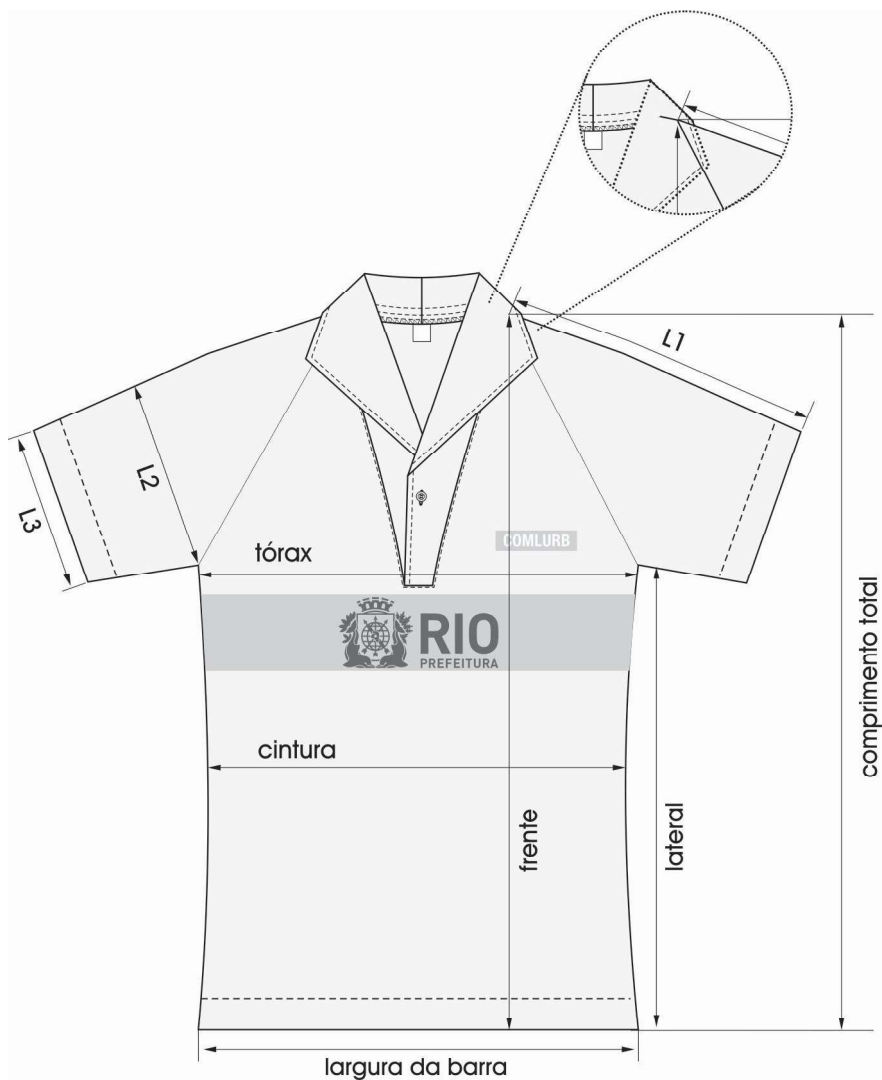 L1
L2
L3
COMLURB
tórax
RIO
PREFEITURA
cintura
frente
lateral
comprimento total
largura da barra